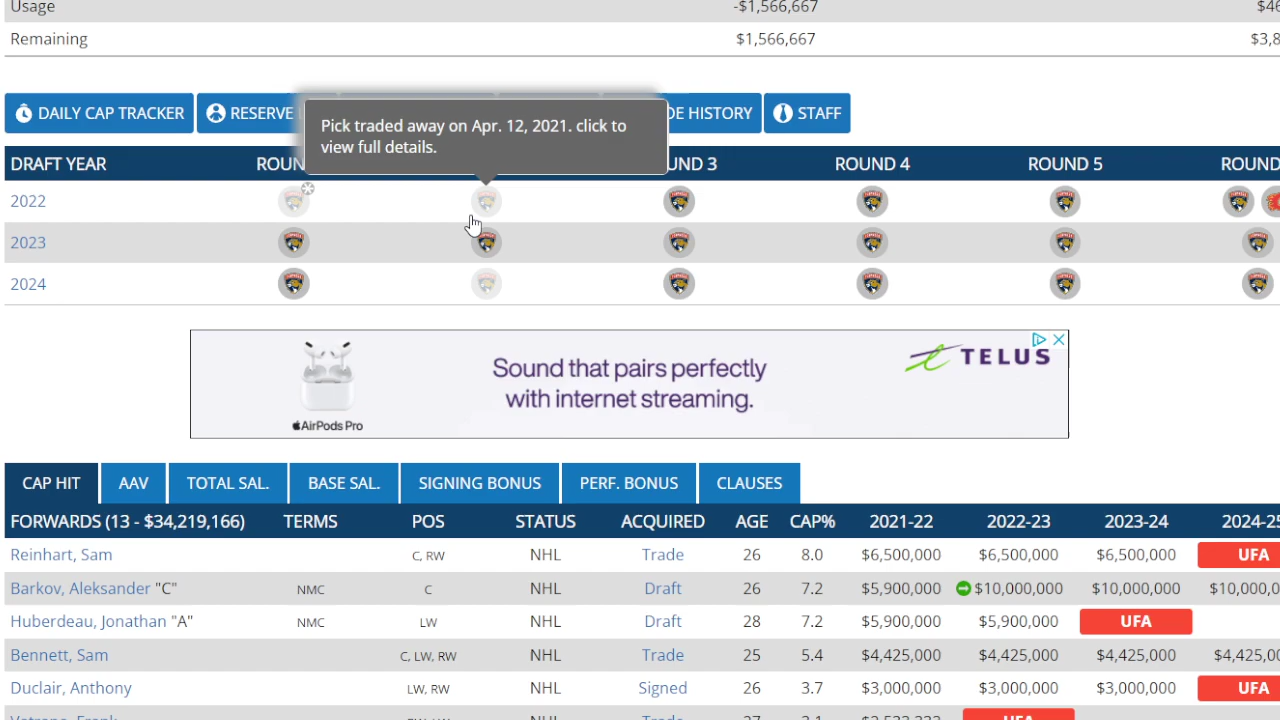 Usage -$1,566,667 $46
Remaining $1,566,667 $3,8
DAILY CAP TRACKER RESERVE DE HISTORY STAFF
Pick traded away on Apr. 12, 2021. click to
view full details.
DRAFT YEAR ROUN UND 3 ROUND 4 ROUND 5 ROUND
2022
2023
2024
Sound that pairs perfectly
with internet streaming.
TELUS
AirPods Pro
CAP HIT AAV TOTAL SAL. BASE SAL. SIGNING BONUS PERF. BONUS CLAUSES
FORWARDS (13 - $34,219,166) TERMS POS STATUS ACQUIRED AGE CAP% 2021-22 2022-23 2023-24 2024-25
Reinhart, Sam C, RW NHL Trade 26 8.0 $6,500,000 $6,500,000 $6,500,000 UFA
Barkov, Aleksander "C" NMC C NHL Draft 26 7.2 $5,900,000 $10,000,000 $10,000,000 $10,000,0
Huberdeau, Jonathan "A" NMC LW NHL Draft 28 7.2 $5,900,000 $5,900,000 UFA
Bennett, Sam C, LW, RW NHL Trade 25 5.4 $4,425,000 $4,425,000 $4,425,000 $4,425,0
Duclair, Anthony LW, RW NHL Signed 26 3.7 $3,000,000 $3,000,000 $3,000,000 UFA